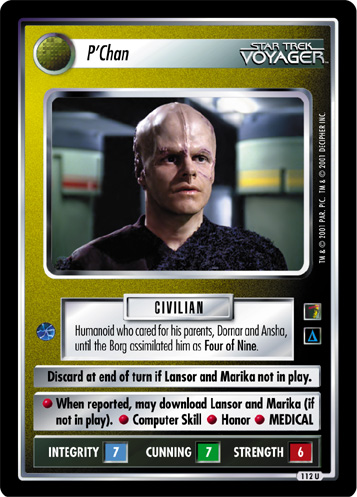 P'Chan
STAR TREK
VOYAGER
TM & © 2001 PAR. PIC. TM & © 2001 DECIPHER INC.
CIVILIAN
Humanoid who cared for his parents, Dornar and Ansha,
until the Borg assimilated him as Four of Nine.
Discard at end of turn if Lansor and Marika not in play.
• When reported, may download Lansor and Marika (if
not in play). • Computer Skill • Honor • MEDICAL
INTEGRITY 7 CUNNING 7 STRENGTH 6
112 U